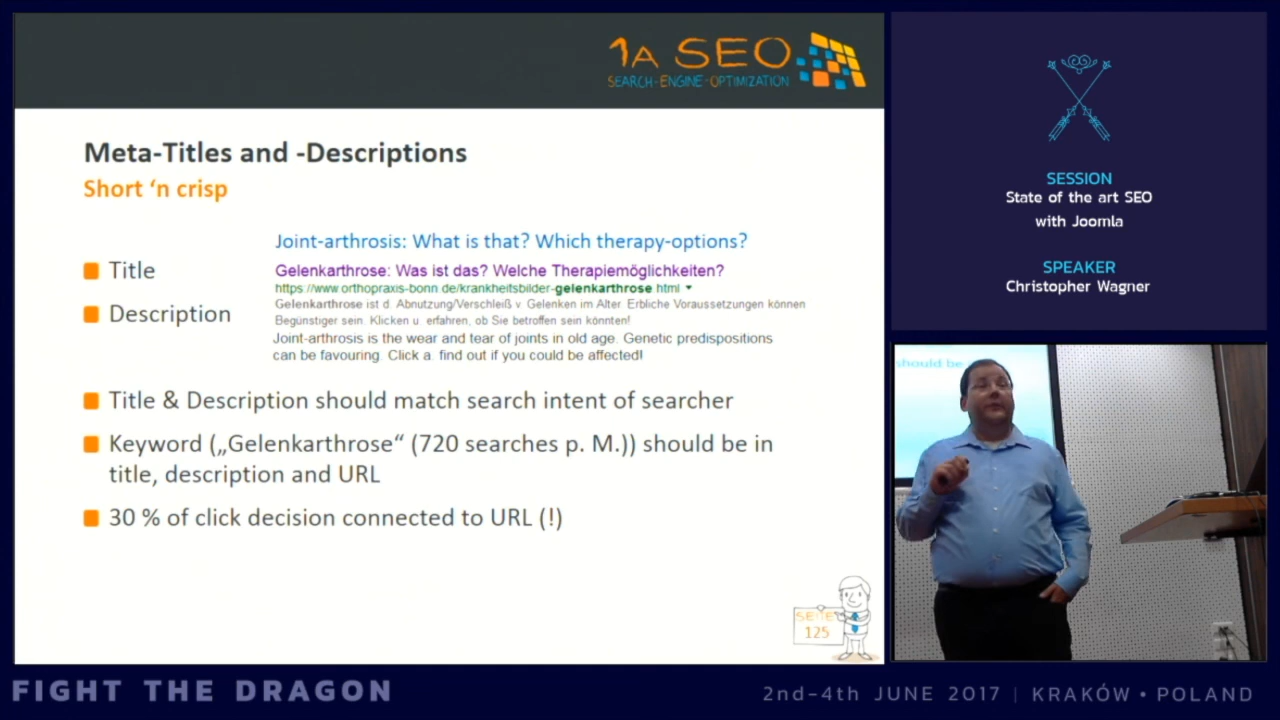 1A SEO
SEARCH-ENGINE-OPTIMIZATION
Meta-Titles and -Descriptions
Short ‘n crisp
Title
Description
Joint-arthrosis: What is that? Which therapy-options?
Gelenkarthrose: Was ist das? Welche Therapiemöglichkeiten?
https://www.orthopraxis-bonn.de/krankheitsbilder-gelenkarthrose.html
Gelenkarthrose ist d. Abnutzung/Verschleiß v. Gelenken im Alter. Erbliche Voraussetzungen können
Begünstiger sein. Klicken u. erfahren, ob Sie betroffen sein könnten!
Joint-arthrosis is the wear and tear of joints in old age. Genetic predispositions
can be favouring. Click a. find out if you could be affected!
Title & Description should match search intent of searcher
Keyword („Gelenkarthrose“ (720 searches p. M.)) should be in
title, description and URL
30 % of click decision connected to URL (!)
SEITE
125
SESSION
State of the art SEO
with Joomla
SPEAKER
Christopher Wagner
should be
FIGHT THE DRAGON
2nd-4th JUNE 2017 | KRAKÓW • POLAND